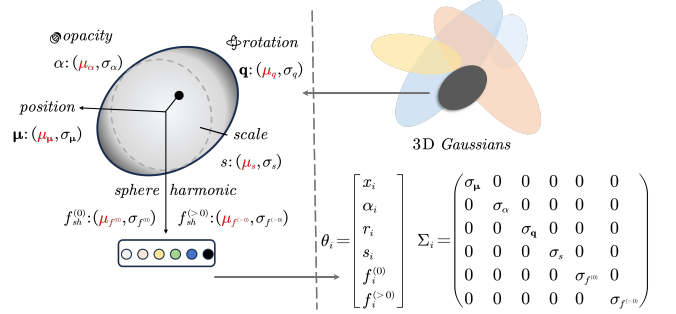 opacity
α: (μ_α, σ_α)
rotation
q: (μ_q, σ_q)
position
μ: (μ_μ, σ_μ)
scale
s: (μ_s, σ_s)
sphere harmonic
f_sh^(0): (μ_f^(0), σ_f^(0)) f_sh^(>0): (μ_f^(>0), σ_f^(>0))
3D Gaussians
θ_i = [x_i α_i r_i s_i f_i^(0) f_i^(>0)]
Σ_i =
σ_μ 0 0 0 0 0
0 σ_α 0 0 0 0
0 0 σ_q 0 0 0
0 0 0 σ_s 0 0
0 0 0 0 σ_f^(0) 0
0 0 0 0 0 σ_f^(>0)